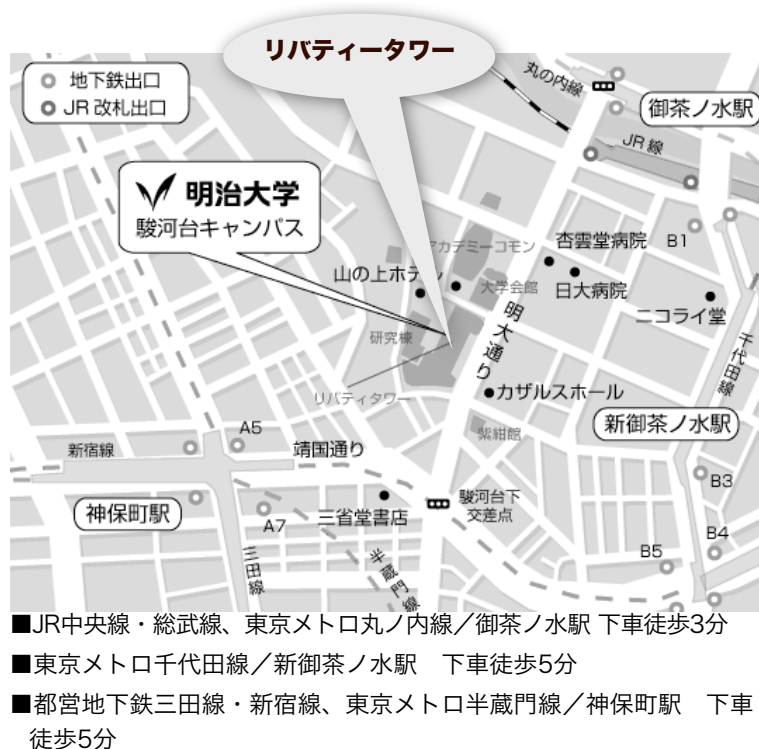 リバティータワー
地下鉄出口
JR 改札出口
丸の内線
御茶ノ水駅
JR 線
明治大学
駿河台キャンパス
アカデミーコモン
杏雲堂病院
B1
山の上ホテル
大学会館
日大病院
ニコライ堂
明大通り
研究棟
千代田線
リバティタワー
カザルスホール
新御茶ノ水駅
紫紺館
A5
新宿線
靖国通り
B3
神保町駅
A7
三省堂書店
駿河台下
交差点
B4
B5
三田線
半蔵門線
■JR中央線・総武線、東京メトロ丸ノ内線／御茶ノ水駅 下車徒歩3分
■東京メトロ千代田線／新御茶ノ水駅　下車徒歩5分
■都営地下鉄三田線・新宿線、東京メトロ半蔵門線／神保町駅　下車
徒歩5分